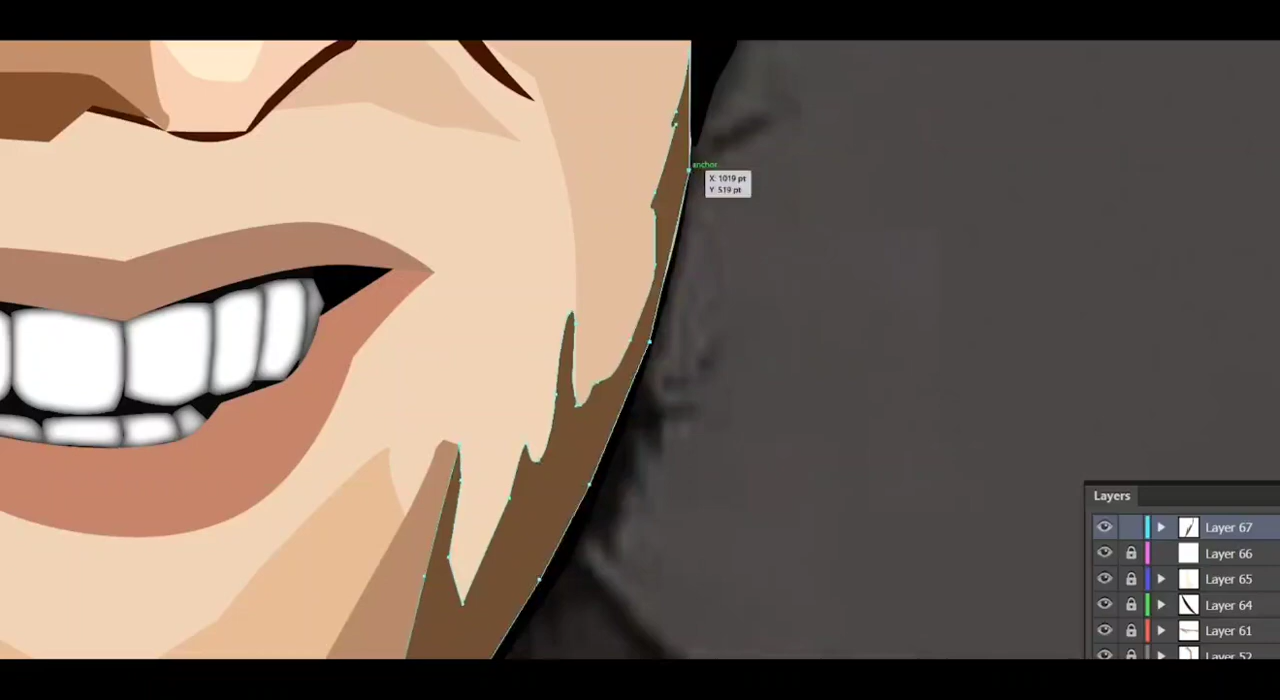 anchor
X: 1019 pt
Y: 519 pt
Layers
Layer 67
Layer 66
Layer 65
Layer 64
Layer 61
Layer 52